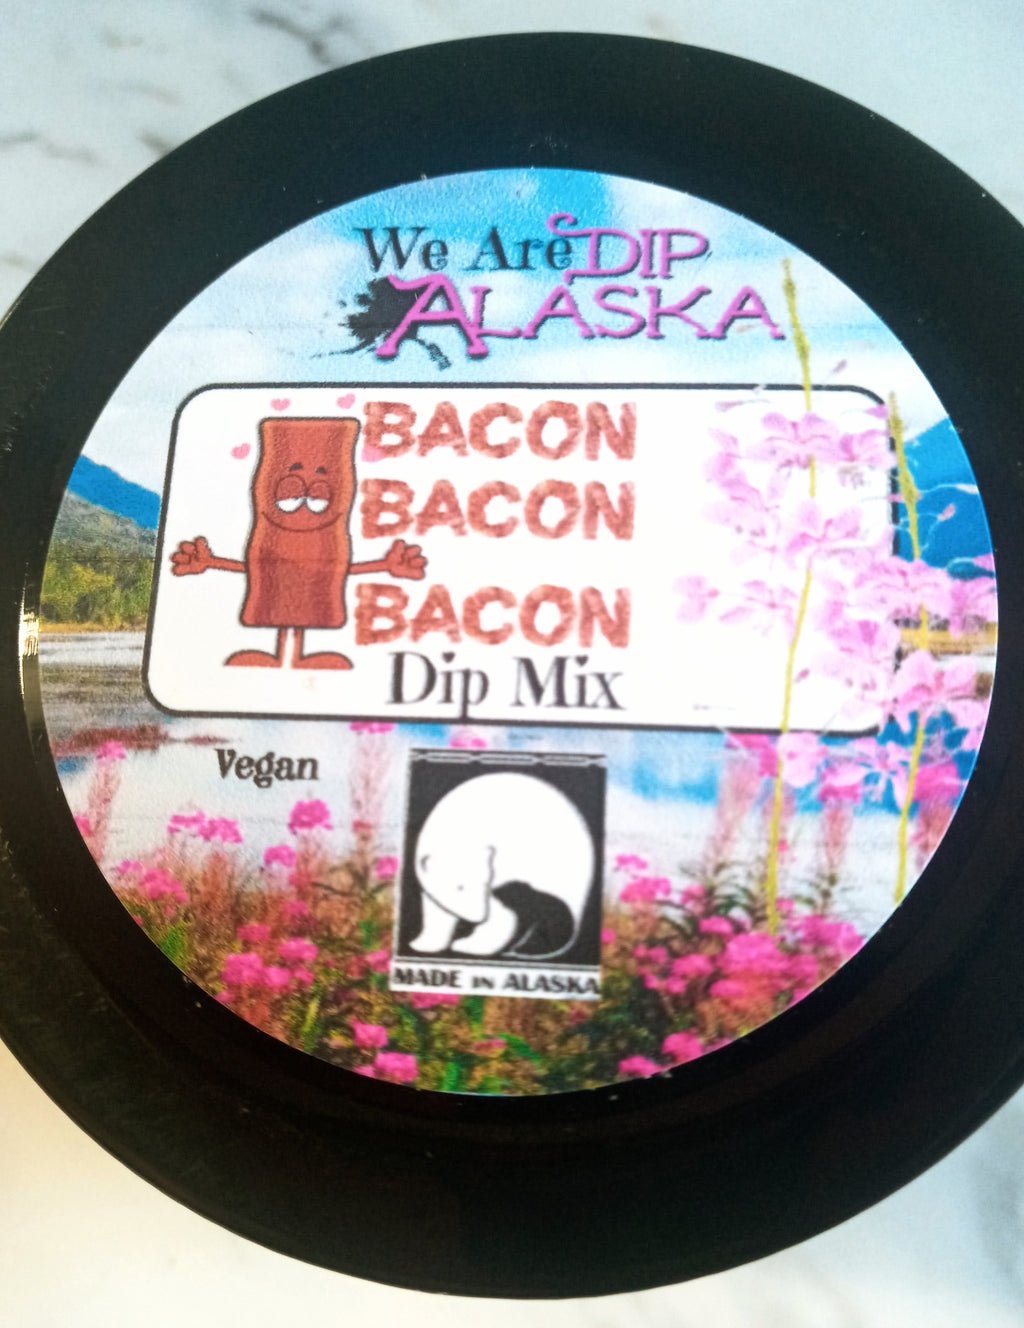 We Are DIP
ALASKA
BACON
BACON
BACON
Dip Mix
Vegan
MADE IN ALASKA